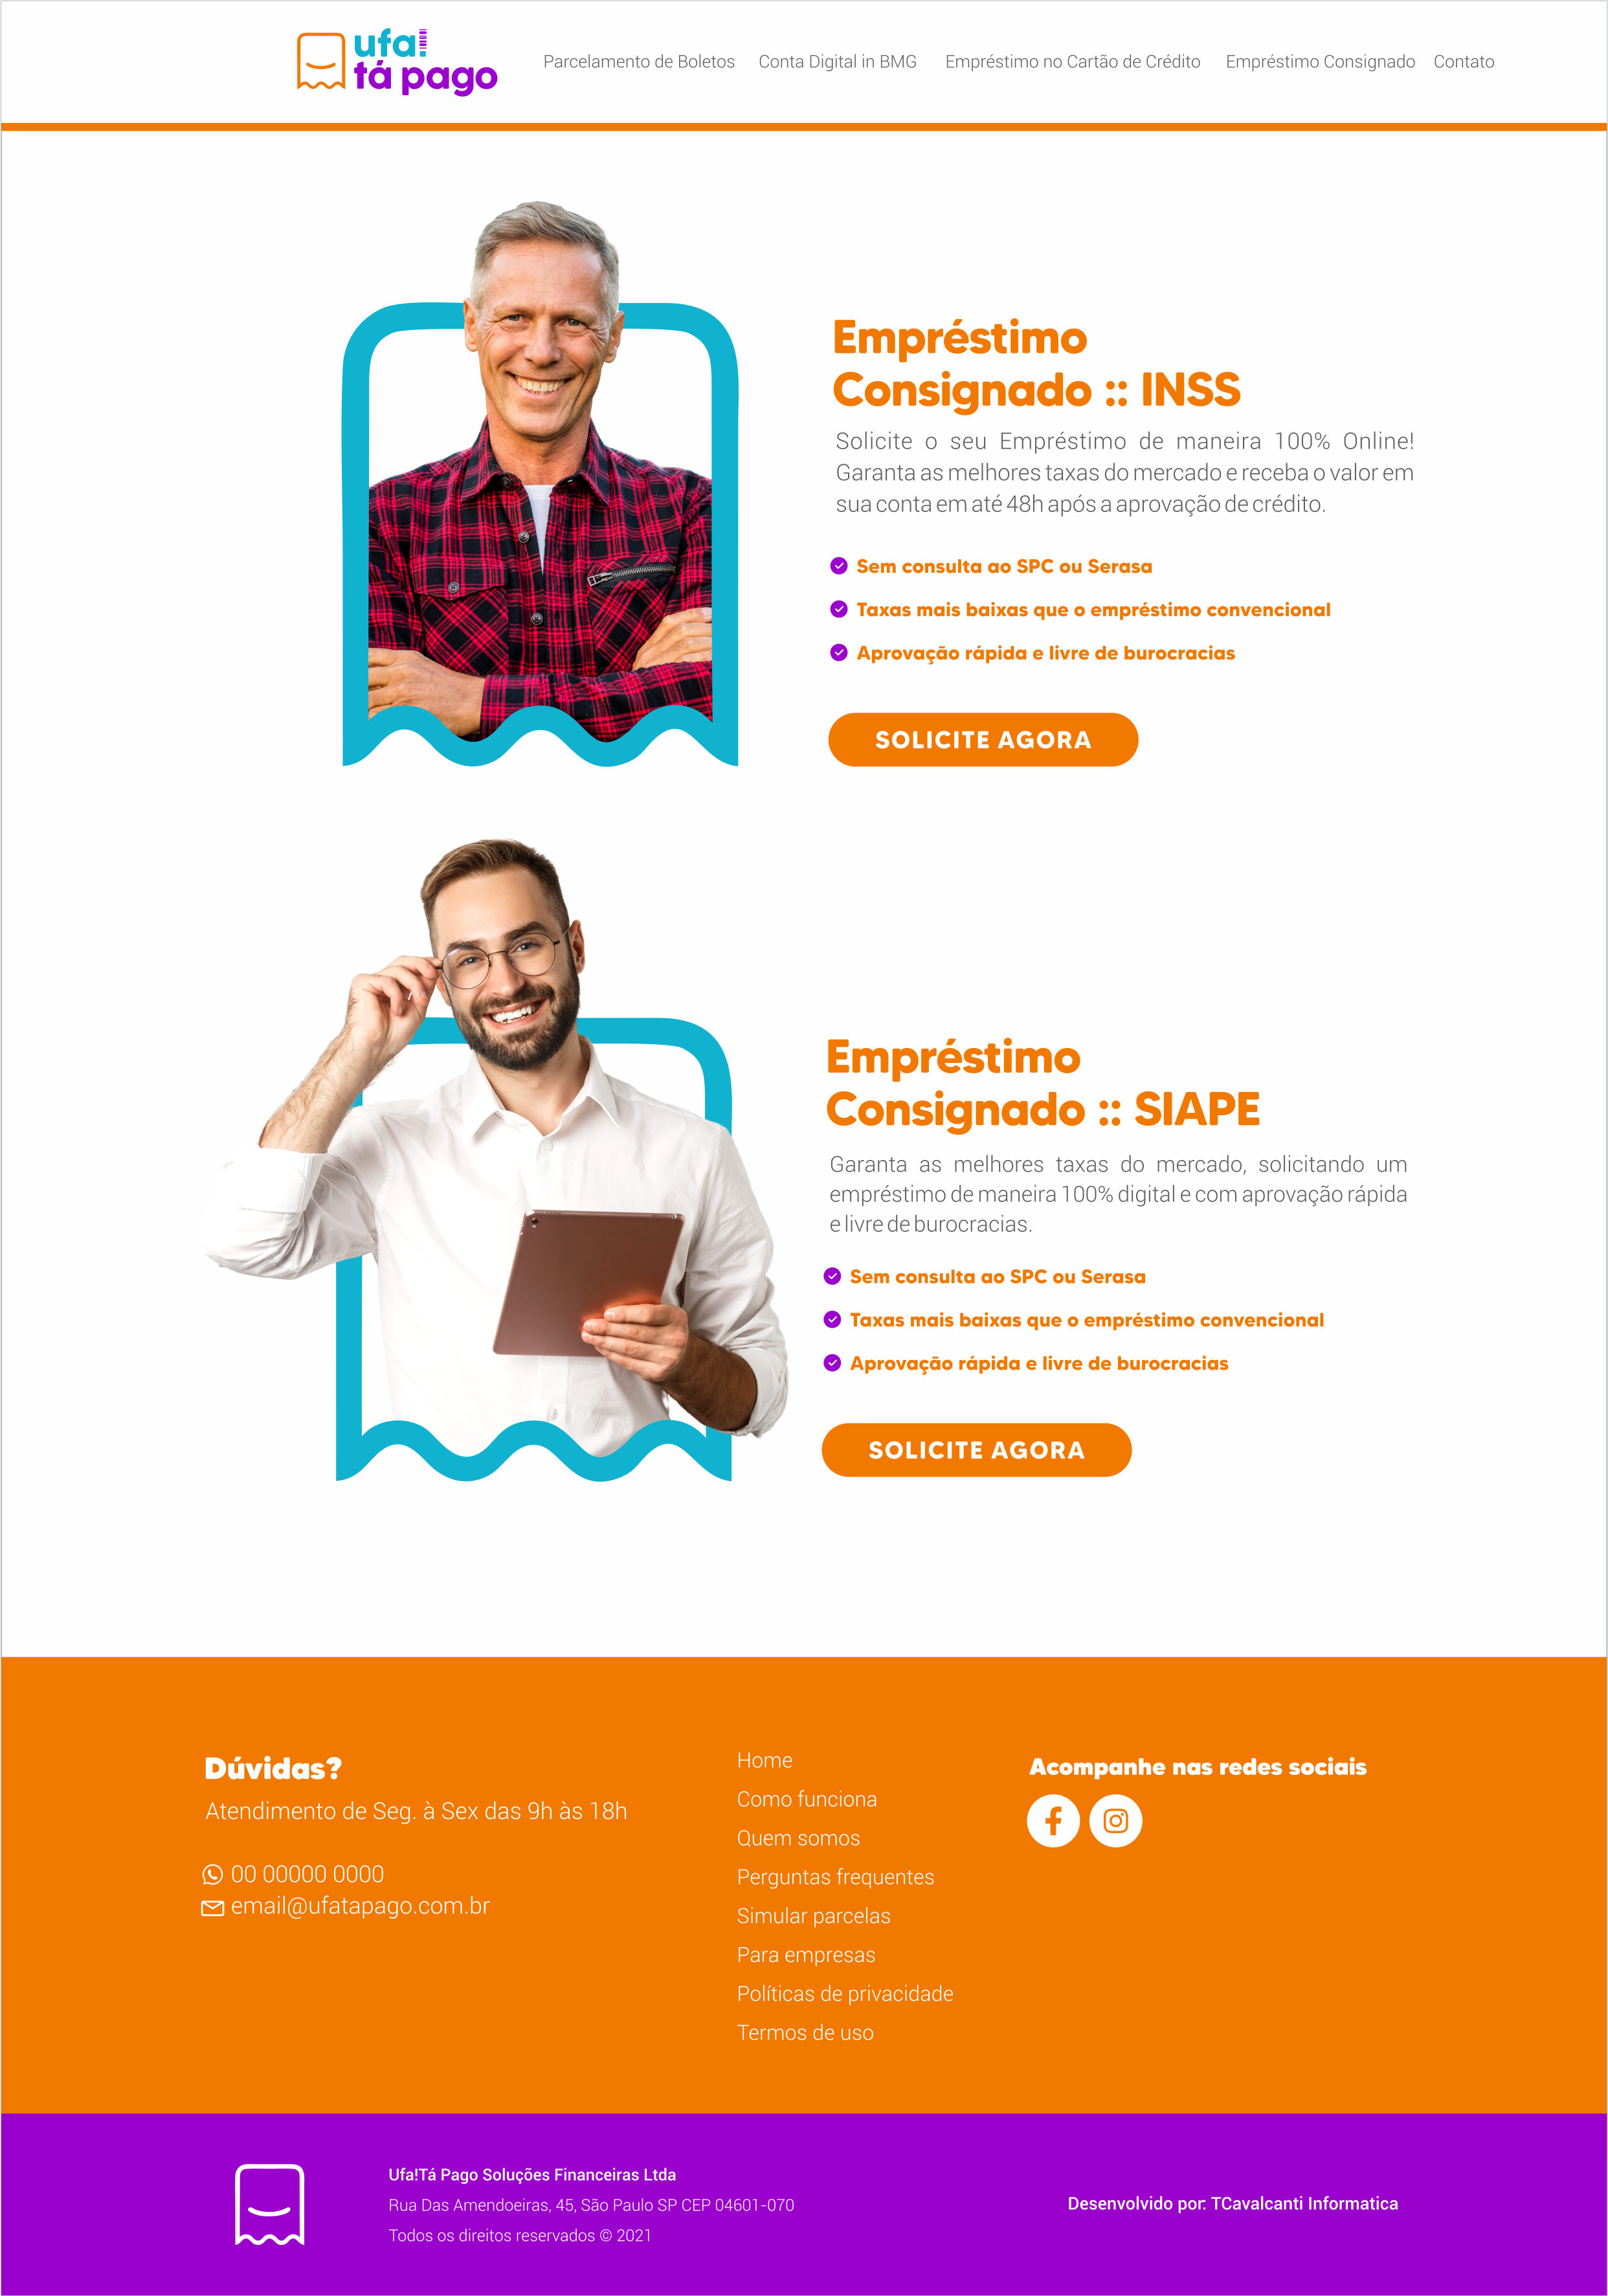 ufa!
tá pago
Parcelamento de Boletos
Conta Digital in BMG
Empréstimo no Cartão de Crédito
Empréstimo Consignado
Contato
Empréstimo
Consignado :: INSS
Solicite o seu Empréstimo de maneira 100% Online!
Garanta as melhores taxas do mercado e receba o valor em
sua conta em até 48h após a aprovação de crédito.
Sem consulta ao SPC ou Serasa
Taxas mais baixas que o empréstimo convencional
Aprovação rápida e livre de burocracias
SOLICITE AGORA
Empréstimo
Consignado :: SIAPE
Garanta as melhores taxas do mercado, solicitando um
empréstimo de maneira 100% digital e com aprovação rápida
e livre de burocracias.
Sem consulta ao SPC ou Serasa
Taxas mais baixas que o empréstimo convencional
Aprovação rápida e livre de burocracias
SOLICITE AGORA
Dúvidas?
Atendimento de Seg. à Sex das 9h às 18h
00 00000 0000
email@ufatapago.com.br
Home
Como funciona
Quem somos
Perguntas frequentes
Simular parcelas
Para empresas
Políticas de privacidade
Termos de uso
Acompanhe nas redes sociais
Ufa!Tá Pago Soluções Financeiras Ltda
Rua Das Amendoeiras, 45, São Paulo SP CEP 04601-070
Todos os direitos reservados © 2021
Desenvolvido por: TCavalcanti Informatica